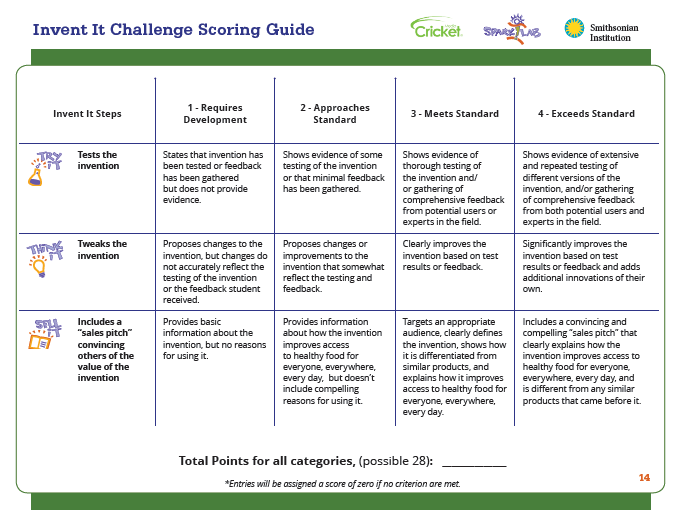 Invent It Challenge Scoring Guide
Cricket
SPARK!LAB
Smithsonian
Institution
Invent It Steps
1 - Requires
Development
2 - Approaches
Standard
3 - Meets Standard
4 - Exceeds Standard
TRY
IT
Tests the
invention
States that invention has
been tested or feedback
has been gathered
but does not provide
evidence.
Shows evidence of some
testing of the invention
or that minimal feedback
has been gathered.
Shows evidence of
thorough testing of
the invention and/
or gathering of
comprehensive feedback
from potential users or
experts in the field.
Shows evidence of extensive
and repeated testing of
different versions of the
invention, and/or gathering
of comprehensive feedback
from both potential users and
experts in the field.
THINK
IT
Tweaks the
invention
Proposes changes to the
invention, but changes do
not accurately reflect the
testing of the invention
or the feedback student
received.
Proposes changes or
improvements to the
invention that somewhat
reflect the testing and
feedback.
Clearly improves the
invention based on test
results or feedback.
Significantly improves the
invention based on test
results or feedback and adds
additional innovations of their
own.
SELL
IT
Includes a
“sales pitch”
convincing
others of the
value of the
invention
Provides basic
information about the
invention, but no reasons
for using it.
Provides information
about how the invention
improves access
to healthy food for
everyone, everywhere,
every day, but doesn’t
include compelling
reasons for using it.
Targets an appropriate
audience, clearly defines
the invention, shows how
it is differentiated from
similar products, and
explains how it improves
access to healthy food for
everyone, everywhere,
every day.
Includes a convincing and
compelling “sales pitch” that
clearly explains how the
invention improves access to
healthy food for everyone,
everywhere, every day, and
is different from any similar
products that came before it.
Total Points for all categories, (possible 28): ____________
14
*Entries will be assigned a score of zero if no criterion are met.